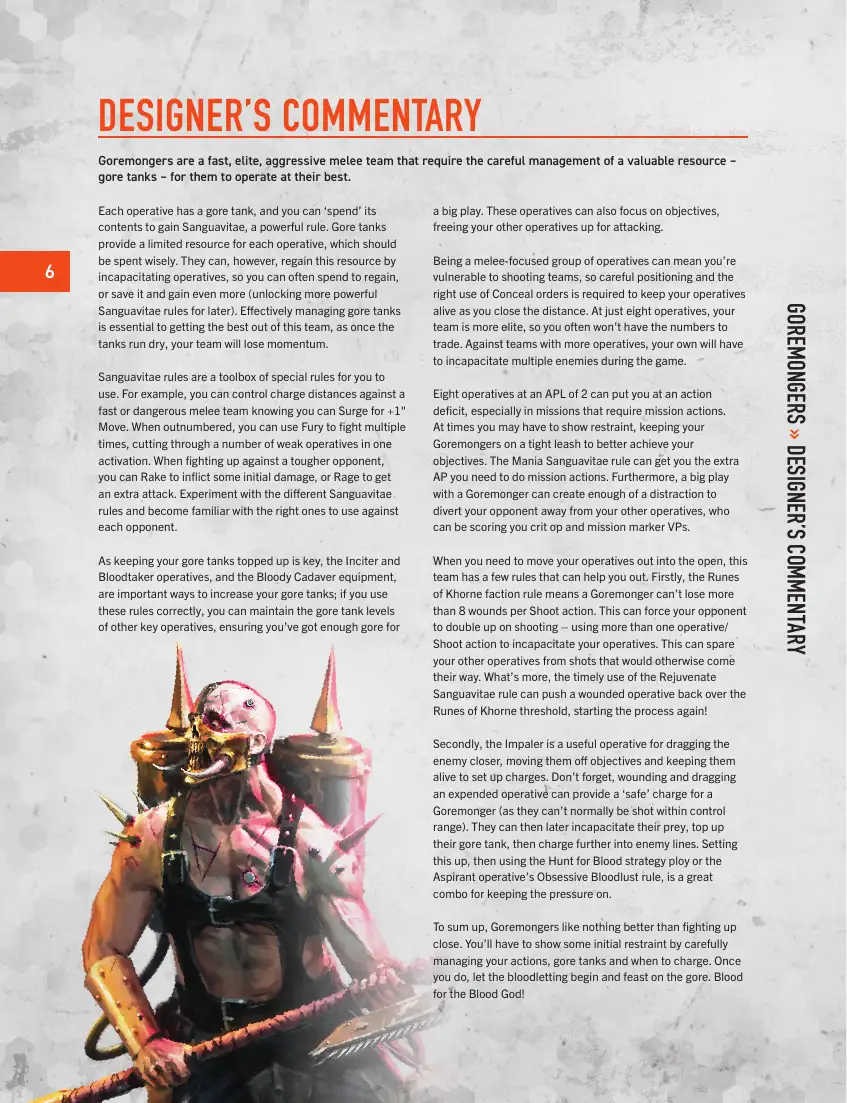 DESIGNER’S COMMENTARY
Goremongers are a fast, elite, aggressive melee team that require the careful management of a valuable resource –
gore tanks – for them to operate at their best.
Each operative has a gore tank, and you can ‘spend’ its
contents to gain Sanguavitae, a powerful rule. Gore tanks
provide a limited resource for each operative, which should
be spent wisely. They can, however, regain this resource by
incapacitating operatives, so you can often spend to regain,
or save it and gain even more (unlocking more powerful
Sanguavitae rules for later). Effectively managing gore tanks
is essential to getting the best out of this team, as once the
tanks run dry, your team will lose momentum.
Sanguavitae rules are a toolbox of special rules for you to
use. For example, you can control charge distances against a
fast or dangerous melee team knowing you can Surge for +1"
Move. When outnumbered, you can use Fury to fight multiple
times, cutting through a number of weak operatives in one
activation. When fighting up against a tougher opponent,
you can Rake to inflict some initial damage, or Rage to get
an extra attack. Experiment with the different Sanguavitae
rules and become familiar with the right ones to use against
each opponent.
As keeping your gore tanks topped up is key, the Inciter and
Bloodtaker operatives, and the Bloody Cadaver equipment,
are important ways to increase your gore tanks; if you use
these rules correctly, you can maintain the gore tank levels
of other key operatives, ensuring you’ve got enough gore for
a big play. These operatives can also focus on objectives,
freeing your other operatives up for attacking.
Being a melee-focused group of operatives can mean you’re
vulnerable to shooting teams, so careful positioning and the
right use of Conceal orders is required to keep your operatives
alive as you close the distance. At just eight operatives, your
team is more elite, so you often won’t have the numbers to
trade. Against teams with more operatives, your own will have
to incapacitate multiple enemies during the game.
Eight operatives at an APL of 2 can put you at an action
deficit, especially in missions that require mission actions.
At times you may have to show restraint, keeping your
Goremongers on a tight leash to better achieve your
objectives. The Mania Sanguavitae rule can get you the extra
AP you need to do mission actions. Furthermore, a big play
with a Goremonger can create enough of a distraction to
divert your opponent away from your other operatives, who
can be scoring you crit op and mission marker VPs.
When you need to move your operatives out into the open, this
team has a few rules that can help you out. Firstly, the Runes
of Khorne faction rule means a Goremonger can’t lose more
than 8 wounds per Shoot action. This can force your opponent
to double up on shooting – using more than one operative/
Shoot action to incapacitate your operatives. This can spare
your other operatives from shots that would otherwise come
their way. What’s more, the timely use of the Rejuvenate
Sanguavitae rule can push a wounded operative back over the
Runes of Khorne threshold, starting the process again!
Secondly, the Impaler is a useful operative for dragging the
enemy closer, moving them off objectives and keeping them
alive to set up charges. Don’t forget, wounding and dragging
an expended operative can provide a ‘safe’ charge for a
Goremonger (as they can’t normally be shot within control
range). They can then later incapacitate their prey, top up
their gore tank, then charge further into enemy lines. Setting
this up, then using the Hunt for Blood strategy ploy or the
Aspirant operative’s Obsessive Bloodlust rule, is a great
combo for keeping the pressure on.
To sum up, Goremongers like nothing better than fighting up
close. You’ll have to show some initial restraint by carefully
managing your actions, gore tanks and when to charge. Once
you do, let the bloodletting begin and feast on the gore. Blood
for the Blood God!
6
GOREMONGERS » DESIGNER’S COMMENTARY